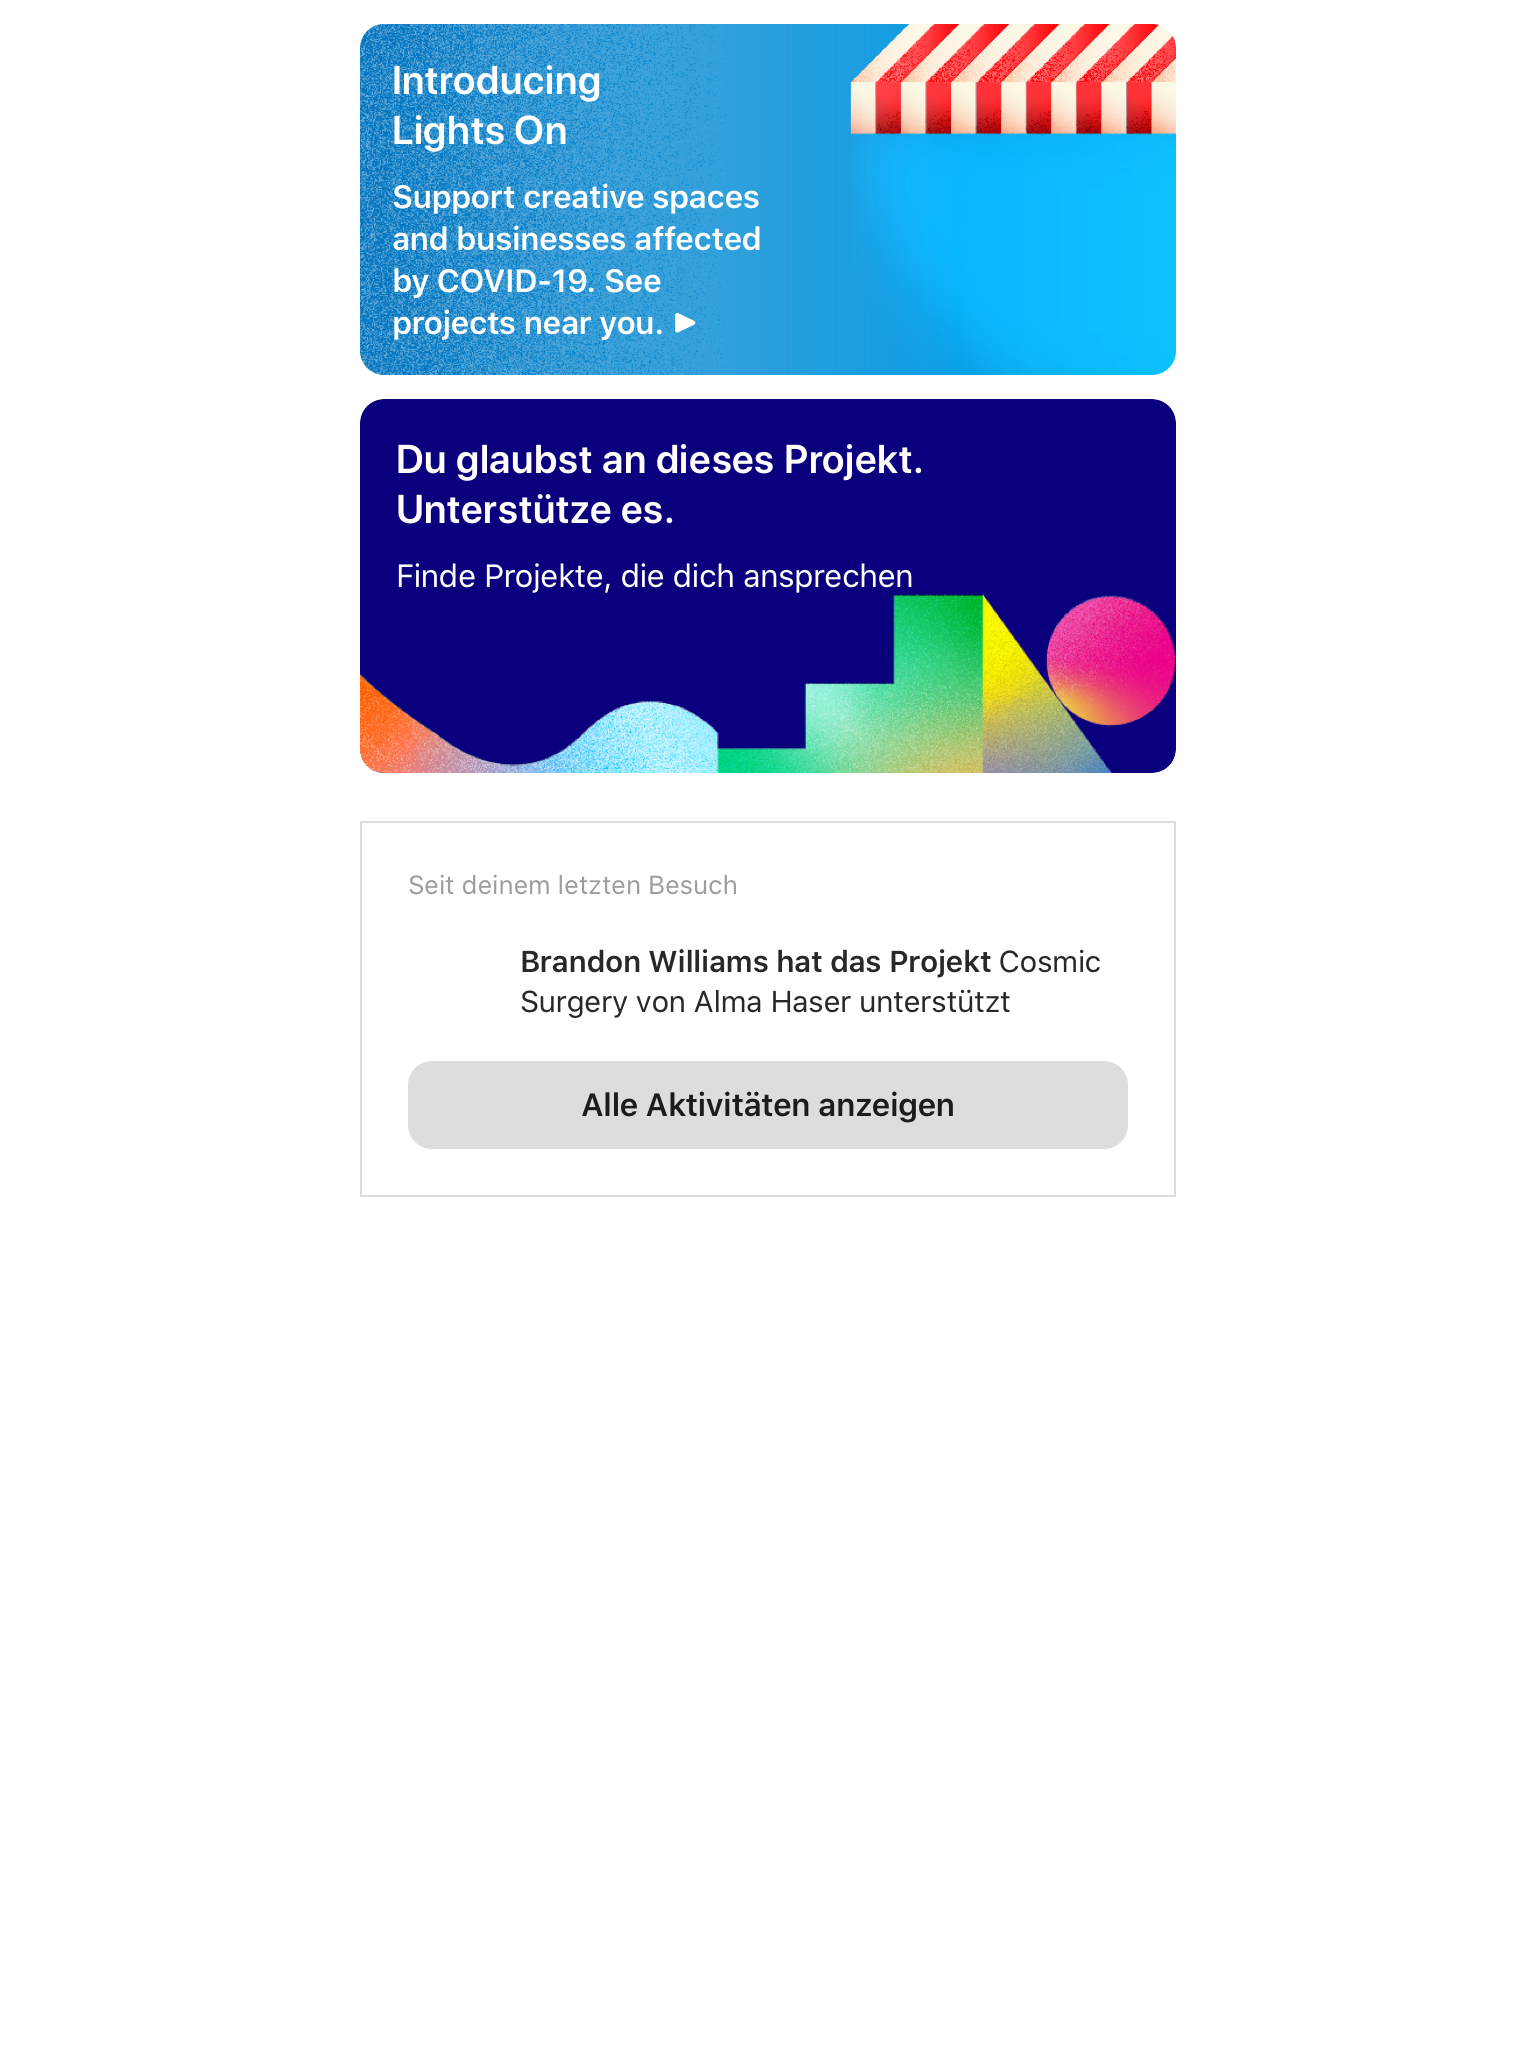 Introducing
Lights On
Support creative spaces
and businesses affected
by COVID-19. See
projects near you.
Du glaubst an dieses Projekt.
Unterstütze es.
Finde Projekte, die dich ansprechen
Seit deinem letzten Besuch
Brandon Williams hat das Projekt Cosmic
Surgery von Alma Haser unterstützt
Alle Aktivitäten anzeigen